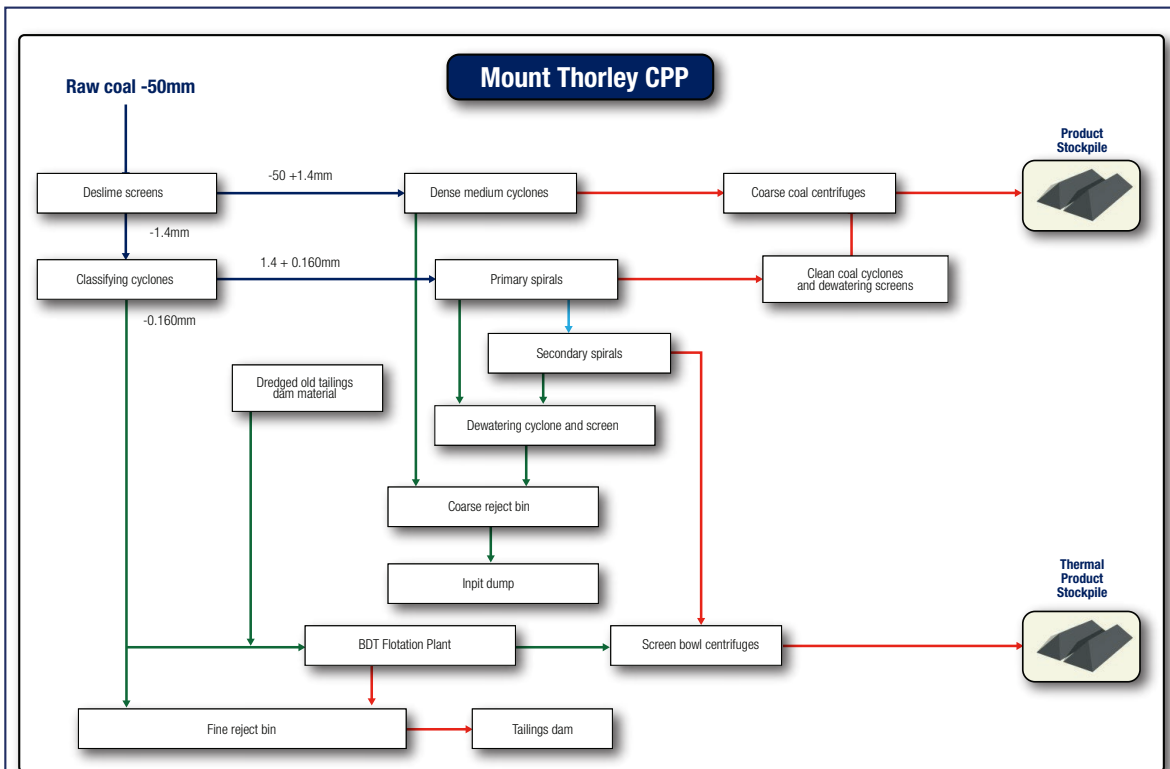 Mount Thorley CPP
Raw coal -50mm
Product
Stockpile
Deslime screens
-50 +1.4mm
Dense medium cyclones
Coarse coal centrifuges
-1.4mm
Classifying cyclones
1.4 + 0.160mm
Primary spirals
Clean coal cyclones
and dewatering screens
-0.160mm
Secondary spirals
Dredged old tailings
dam material
Dewatering cyclone and screen
Coarse reject bin
Inpit dump
Thermal
Product
Stockpile
BDT Flotation Plant
Screen bowl centrifuges
Fine reject bin
Tailings dam